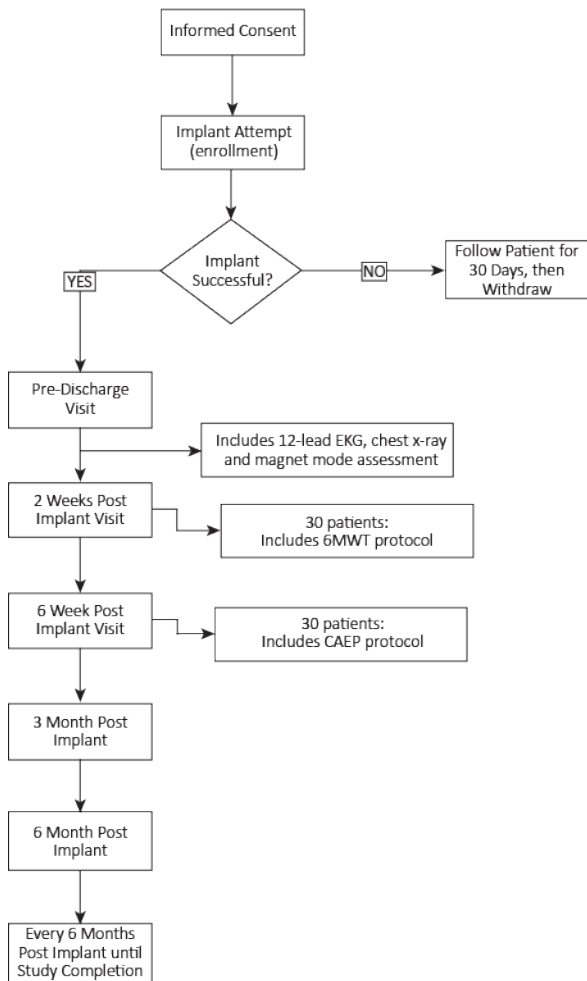 Informed Consent
Implant Attempt
(enrollment)
Implant
Successful?
YES
NO
Follow Patient for
30 Days, then
Withdraw
Pre-Discharge
Visit
Includes 12-lead EKG, chest x-ray
and magnet mode assessment
2 Weeks Post
Implant Visit
30 patients:
Includes 6MWT protocol
6 Week Post
Implant Visit
30 patients:
Includes CAEP protocol
3 Month Post
Implant
6 Month Post
Implant
Every 6 Months
Post Implant until
Study Completion